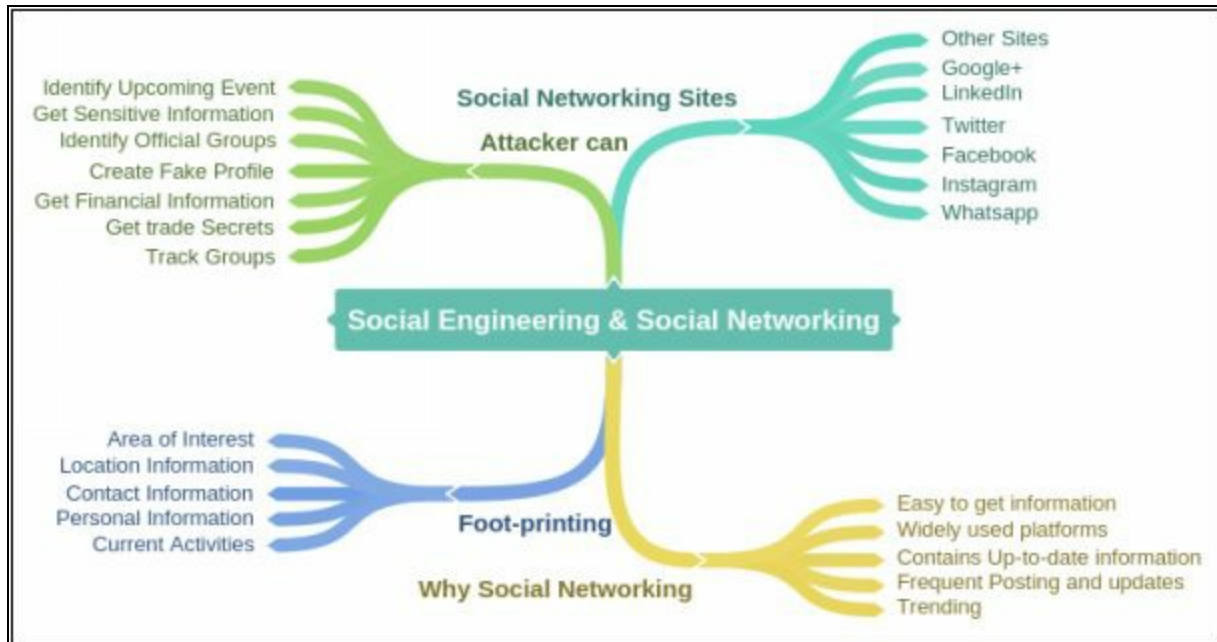 Social Engineering & Social Networking
Attacker can
Identify Upcoming Event
Get Sensitive Information
Identify Official Groups
Create Fake Profile
Get Financial Information
Get trade Secrets
Track Groups
Social Networking Sites
Other Sites
Google+
LinkedIn
Twitter
Facebook
Instagram
Whatsapp
Foot-printing
Area of Interest
Location Information
Contact Information
Personal Information
Current Activities
Why Social Networking
Easy to get information
Widely used platforms
Contains Up-to-date information
Frequent Posting and updates
Trending